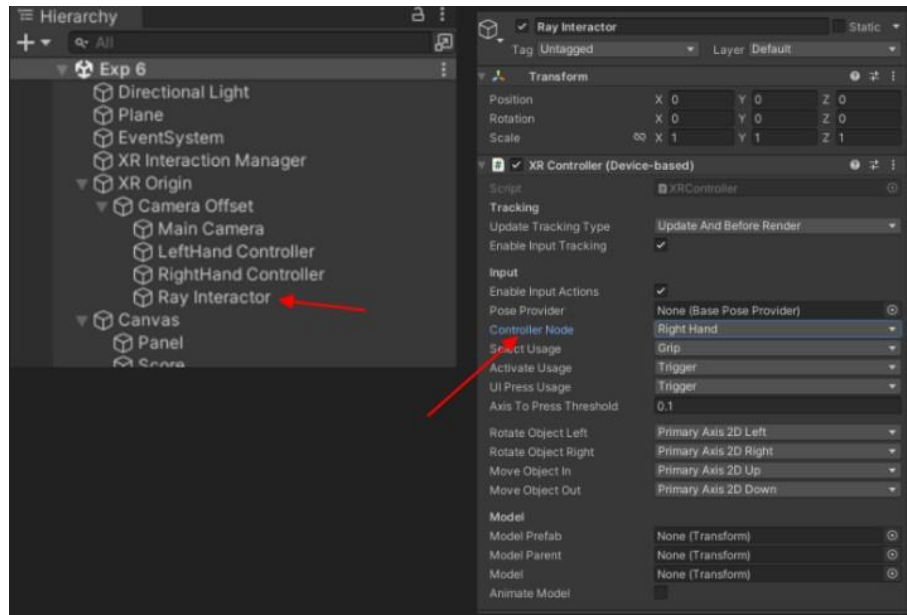 Hierarchy
All
Exp 6
Directional Light
Plane
EventSystem
XR Interaction Manager
XR Origin
Camera Offset
Main Camera
LeftHand Controller
RightHand Controller
Ray Interactor
Canvas
Panel
Score
Ray Interactor Static
Tag Untagged Layer Default
Transform
Position X 0 Y 0 Z 0
Rotation X 0 Y 0 Z 0
Scale X 1 Y 1 Z 1
# XR Controller (Device-based)
Script XRController
Tracking
Update Tracking Type Update And Before Render
Enable Input Tracking
Input
Enable Input Actions
Pose Provider None (Base Pose Provider)
Controller Node Right Hand
Select Usage Grip
Activate Usage Trigger
UI Press Usage Trigger
Axis To Press Threshold 0.1
Rotate Object Left Primary Axis 2D Left
Rotate Object Right Primary Axis 2D Right
Move Object In Primary Axis 2D Up
Move Object Out Primary Axis 2D Down
Model
Model Prefab None (Transform)
Model Parent None (Transform)
Model None (Transform)
Animate Model